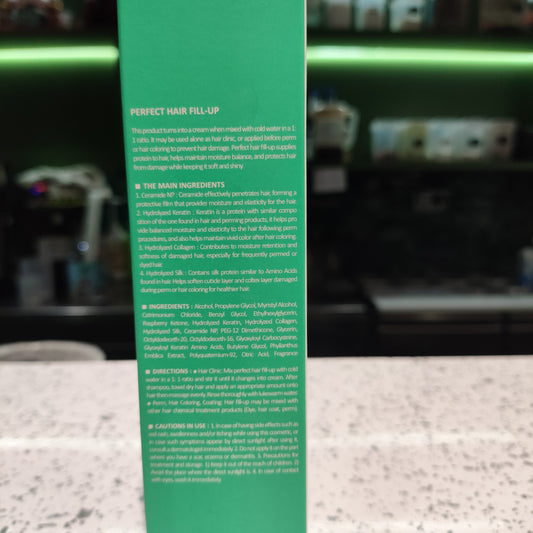 PERFECT HAIR FILL-UP
This product turns into a cream when mixed with cold water in a 1:
1 ratio. It may be used alone as hair clinic, or applied before perm
or hair coloring to prevent hair damage. Perfect hair fill-up supplies
protein to hair, helps maintain moisture balance, and protects hair
from damage while keeping it soft and shiny.
■ THE MAIN INGREDIENTS
1. Ceramide NP : Ceramide effectively penetrates hair, forming a
protective film that provides moisture and elasticity for the hair.
2. Hydrolyzed Keratin : Keratin is a protein with similar compo
sition of the one found in hair and perming products, it helps pro
vide balanced moisture and elasticity to the hair following perm
procedures, and also helps maintain vivid color after hair coloring.
3. Hydrolyzed Collagen : Contributes to moisture retention and
softness of damaged hair, especially for frequently permed or
dyed hair.
4. Hydrolyzed Silk : Contains silk protein similar to Amino Acids
found in hair. Helps soften cuticle layer and cortex layer damaged
during perm or hair coloring for healthier hair.
■ INGREDIENTS : Alcohol, Propylene Glycol, Myristyl Alcohol,
Cetrimonium Chloride, Benzyl Glycol, Ethylhexylglycerin,
Raspberry Ketone, Hydrolyzed Keratin, Hydrolyzed Collagen,
Hydrolyzed Silk, Ceramide NP, PEG-12 Dimethicone, Glycerin,
Octyldodeceth-20, Octyldodeceth-16, Glyoxyloyl Carbocysteine,
Glyoxyloyl Keratin Amino Acids, Butylene Glycol, Phyllanthus
Emblica Extract, Polyquaternium-92, Citric Acid, Fragrance
■ DIRECTIONS : ● Hair Clinic: Mix perfect hair fill-up with cold
water in a 1: 1 ratio and stir it until it changes into cream. After
shampoo, towel dry hair and apply an appropriate amount onto
hair then massage evenly. Rinse thoroughly with lukewarm water.
● Perm, Hair Coloring, Coating: Hair fill-up may be mixed with
other hair chemical treatment products (Dye, hair coat, perm).
■ CAUTIONS IN USE : 1. In case of having side effects such as
red rash, swollenness and/or itching while using this cosmetic, or
in case such symptoms appear by direct sunlight after using it,
consult a dermatologist immediately. 2. Do not apply it on the part
where you have a scar, eczema or dermatitis. 3. Precautions for
treatment and storage. 1) Keep it out of the reach of children. 2)
Avoid the place where the direct sunlight is. 4. In case of contact
with eyes, wash it immediately.